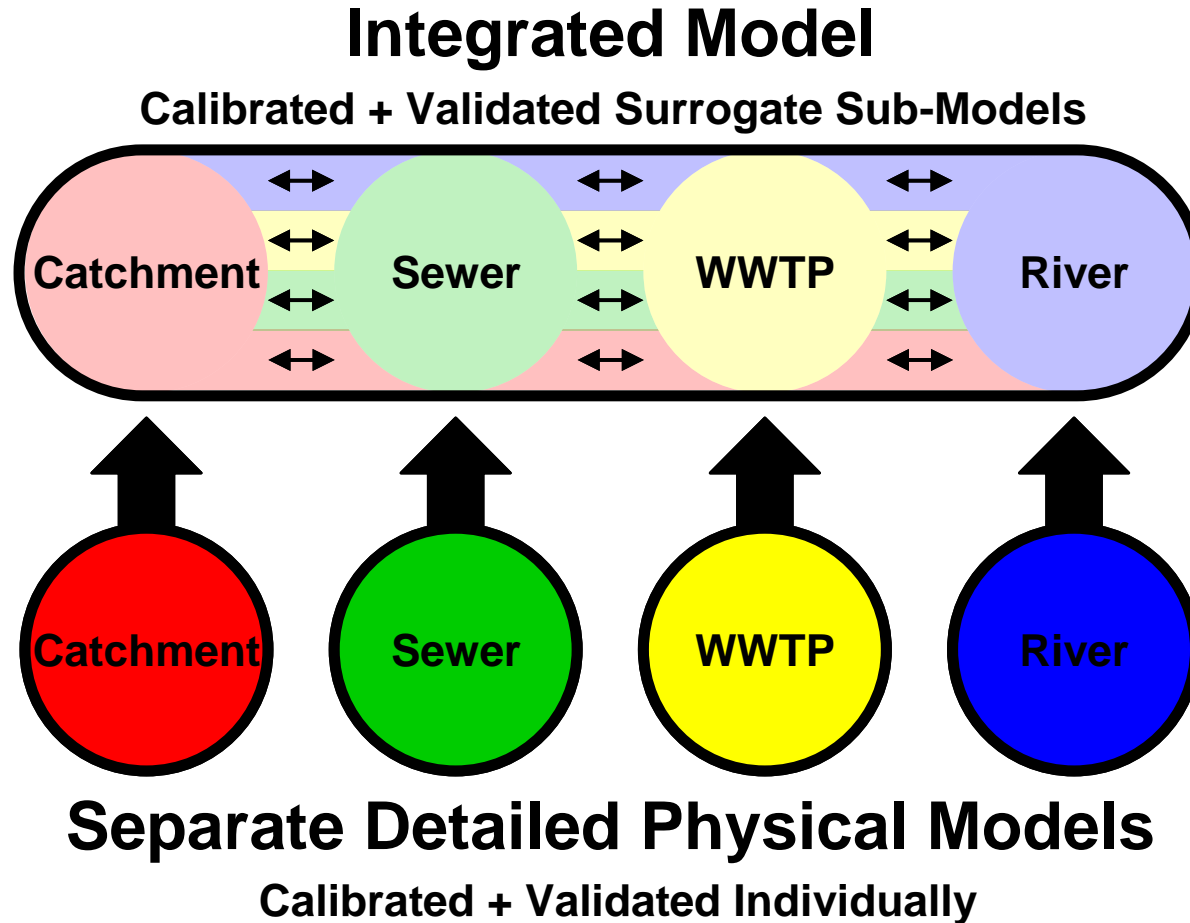 Integrated Model
Calibrated + Validated Surrogate Sub-Models
Catchment Sewer WWTP River
Catchment Sewer WWTP River
Separate Detailed Physical Models
Calibrated + Validated Individually